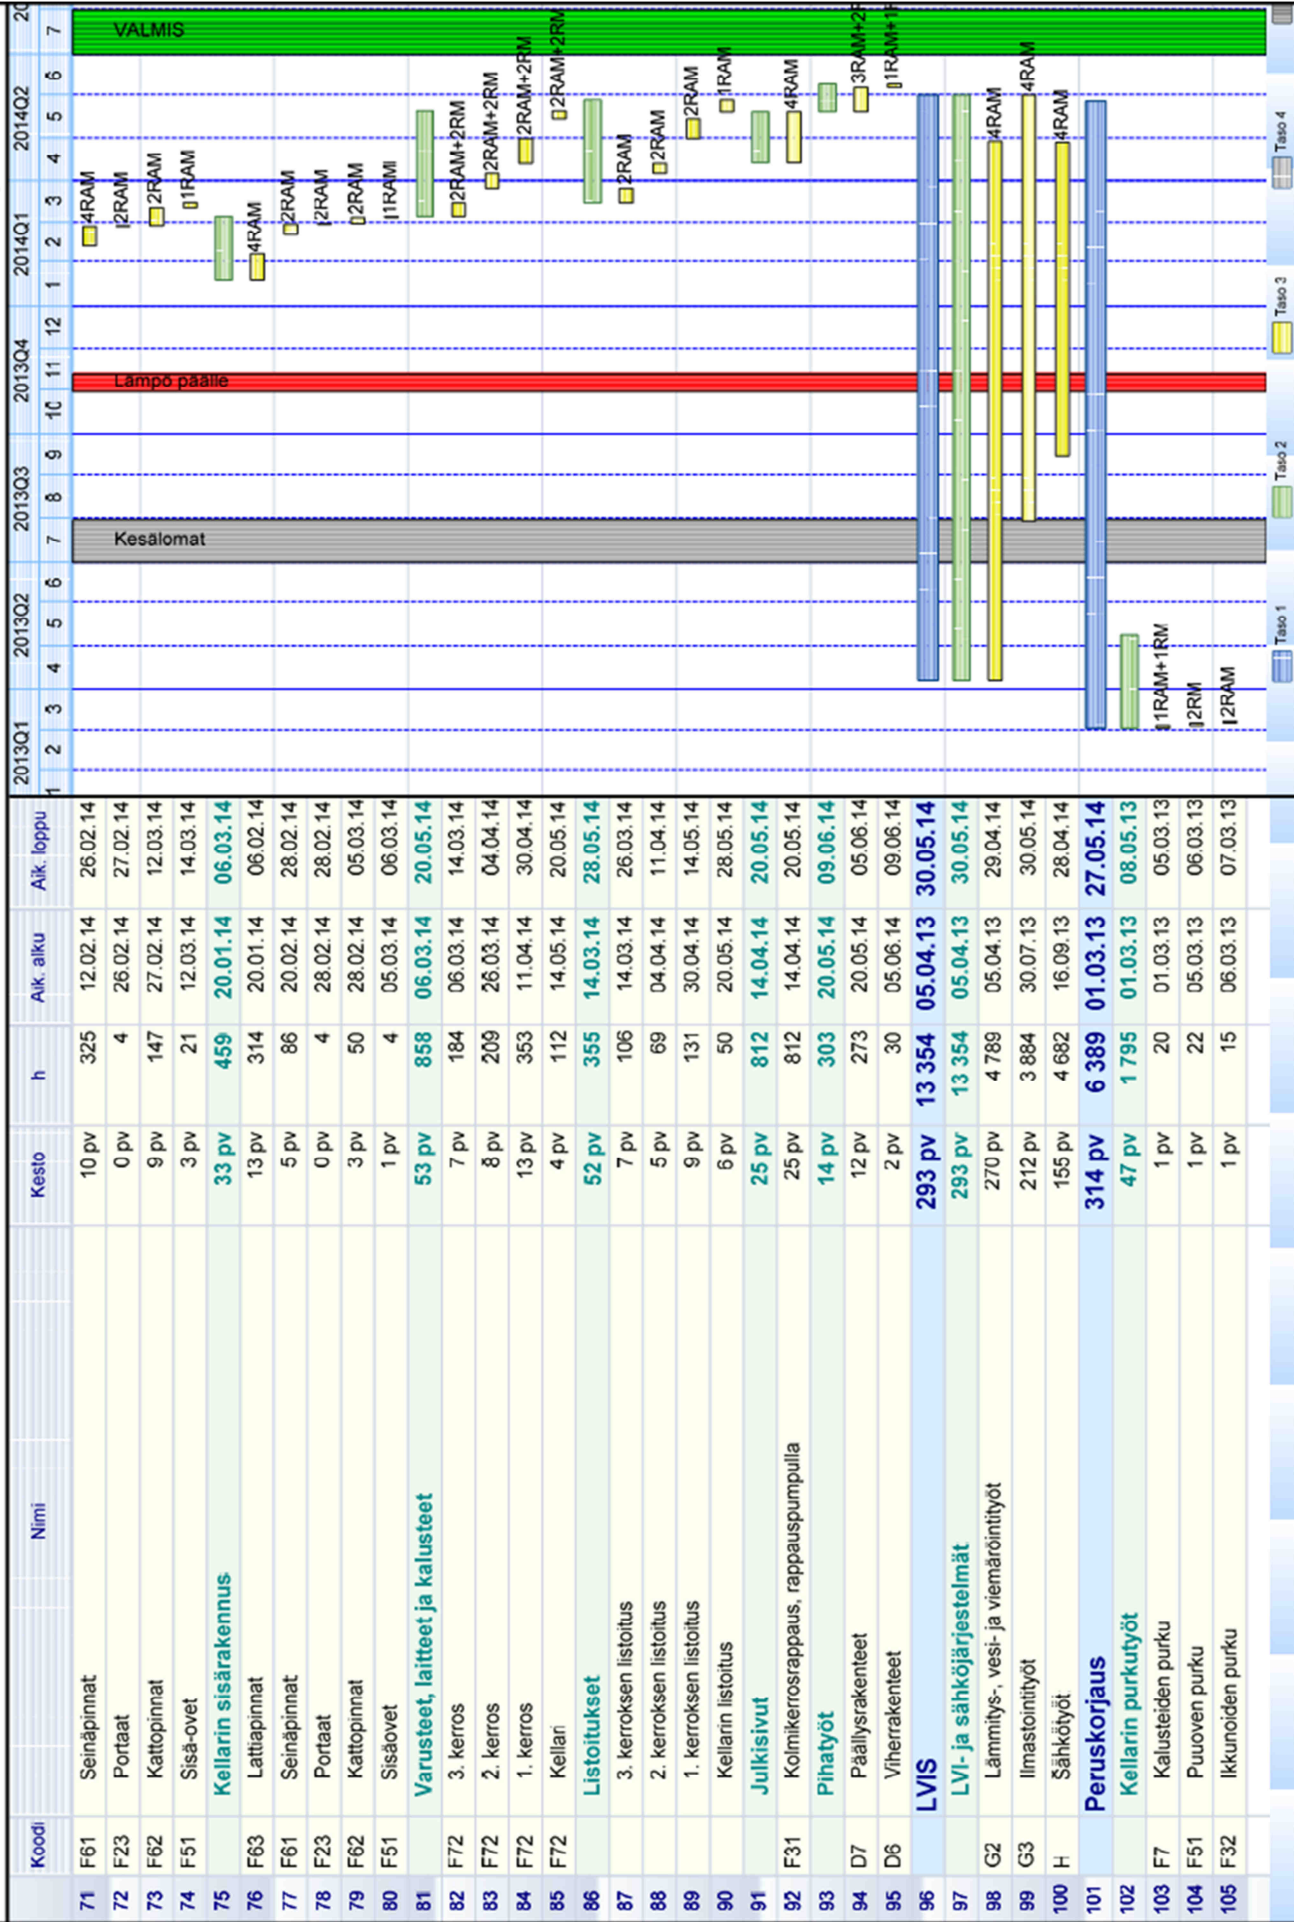 Koodi Nimi Kesto h Aik. alku Aik. loppu 2013Q1 2013Q2 2013Q3 2013Q4 2014Q1 2014Q2 20
1 2 3 4 5 6 7 8 9 10 11 12 1 2 3 4 5 6 7
Kesälomat
Lämpö päälle
VALMIS
71 F61 Seinäpinnat 10 pv 325 12.02.14 26.02.14 4RAM
72 F23 Portaat 0 pv 4 26.02.14 27.02.14 2RAM
73 F62 Kattopinnat 9 pv 147 27.02.14 12.03.14 2RAM
74 F51 Sisä-ovet 3 pv 21 12.03.14 14.03.14 1RAM
75 Kellarin sisärakennus 33 pv 459 20.01.14 06.03.14
76 F63 Lattiapinnat 13 pv 314 20.01.14 06.02.14 4RAM
77 F61 Seinäpinnat 5 pv 86 20.02.14 28.02.14 2RAM
78 F23 Portaat 0 pv 4 28.02.14 28.02.14 2RAM
79 F62 Kattopinnat 3 pv 50 28.02.14 05.03.14 2RAM
80 F51 Sisäovet 1 pv 4 05.03.14 06.03.14 1RAMI
81 Varusteet, laitteet ja kalusteet 53 pv 858 06.03.14 20.05.14
82 F72 3. kerros 7 pv 184 06.03.14 14.03.14 2RAM+2RM
83 F72 2. kerros 8 pv 209 26.03.14 04.04.14 2RAM+2RM
84 F72 1. kerros 13 pv 353 11.04.14 30.04.14 2RAM+2RM
85 F72 Kellari 4 pv 112 14.05.14 20.05.14 2RAM+2RM
86 Listoitukset 52 pv 355 14.03.14 28.05.14
87 3. kerroksen listoitus 7 pv 106 14.03.14 26.03.14 2RAM
88 2. kerroksen listoitus 5 pv 69 04.04.14 11.04.14 2RAM
89 1. kerroksen listoitus 9 pv 131 30.04.14 14.05.14 2RAM
90 Kellarin listoitus 6 pv 50 20.05.14 28.05.14 1RAM
91 Julkisivut 25 pv 812 14.04.14 20.05.14
92 F31 Kolmikerrosrappaus, rappauspumpulla 25 pv 812 14.04.14 20.05.14 4RAM
93 Pihatyöt 14 pv 303 20.05.14 09.06.14
94 D7 Päällysrakenteet 12 pv 273 20.05.14 05.06.14 3RAM+2
95 D6 Viherrakenteet 2 pv 30 05.06.14 09.06.14 1RAM+1
96 LVIS 293 pv 13 354 05.04.13 30.05.14
97 LVI- ja sähköjärjestelmät 293 pv 13 354 05.04.13 30.05.14
98 G2 Lämmitys-, vesi- ja viemäröintityöt 270 pv 4 789 05.04.13 29.04.14 4RAM
99 G3 Ilmastointityöt 212 pv 3 884 30.07.13 30.05.14 4RAM
100 H Sähkötyöt 155 pv 4 682 16.09.13 28.04.14 4RAM
101 Peruskorjaus 314 pv 6 389 01.03.13 27.05.14
102 Kellarin purkutyöt 47 pv 1 795 01.03.13 08.05.13
103 F7 Kalusteiden purku 1 pv 20 01.03.13 05.03.13 1RAM+1RM
104 F51 Puuoven purku 1 pv 22 05.03.13 06.03.13 2RM
105 F32 Ikkunoiden purku 1 pv 15 06.03.13 07.03.13 2RAM
Taso 1 Taso 2 Taso 3 Taso 4